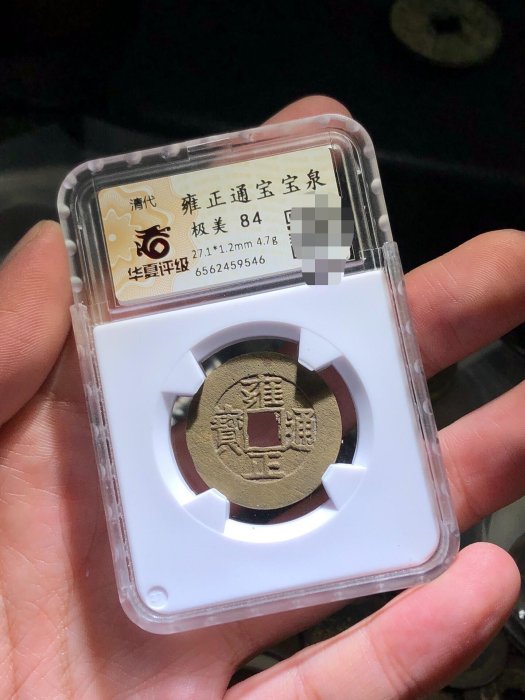 清代
雍正通宝宝泉
极美 84
华夏评级
27.1*1.2mm 4.7g
6562459546
雍
正
通
寳